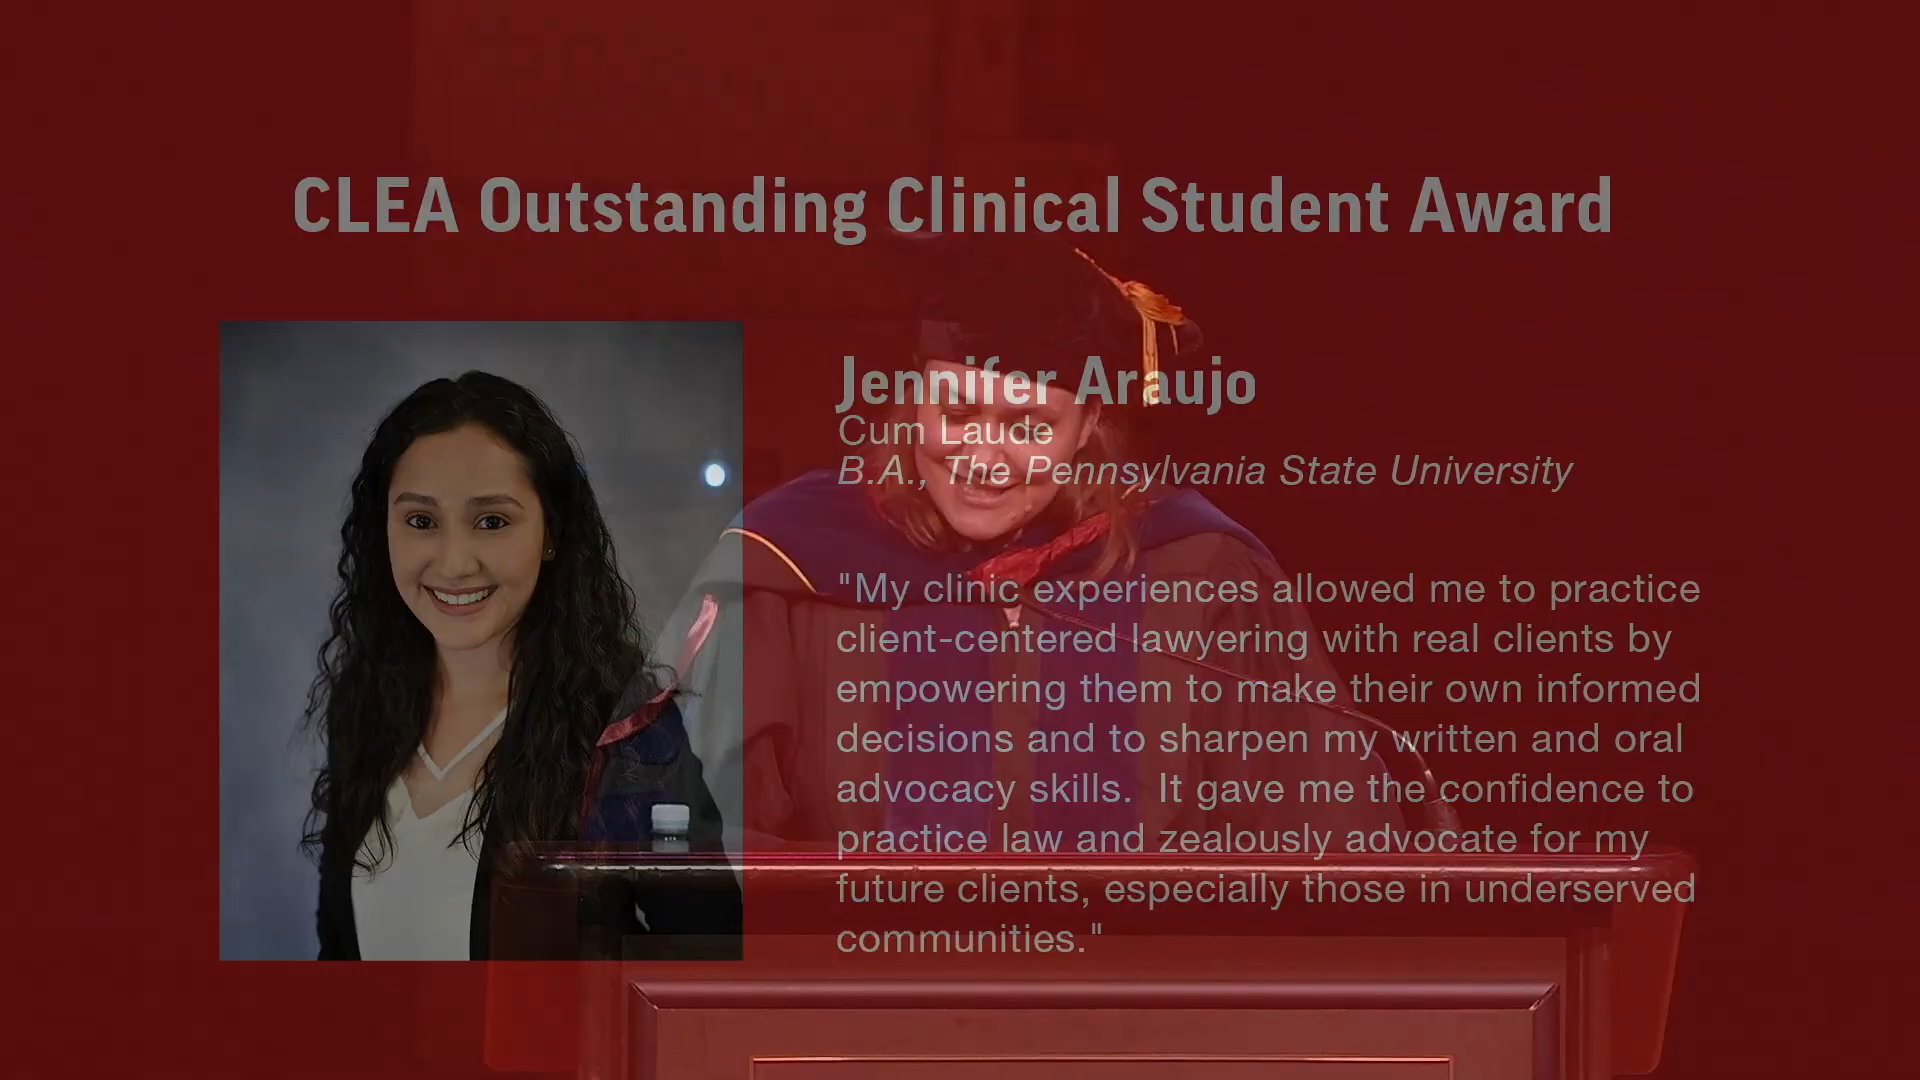 CLEA Outstanding Clinical Student Award
Jennifer Araujo
Cum Laude
B.A., The Pennsylvania State University
"My clinic experiences allowed me to practice
client-centered lawyering with real clients by
empowering them to make their own informed
decisions and to sharpen my written and oral
advocacy skills.  It gave me the confidence to
practice law and zealously advocate for my
future clients, especially those in underserved
communities."